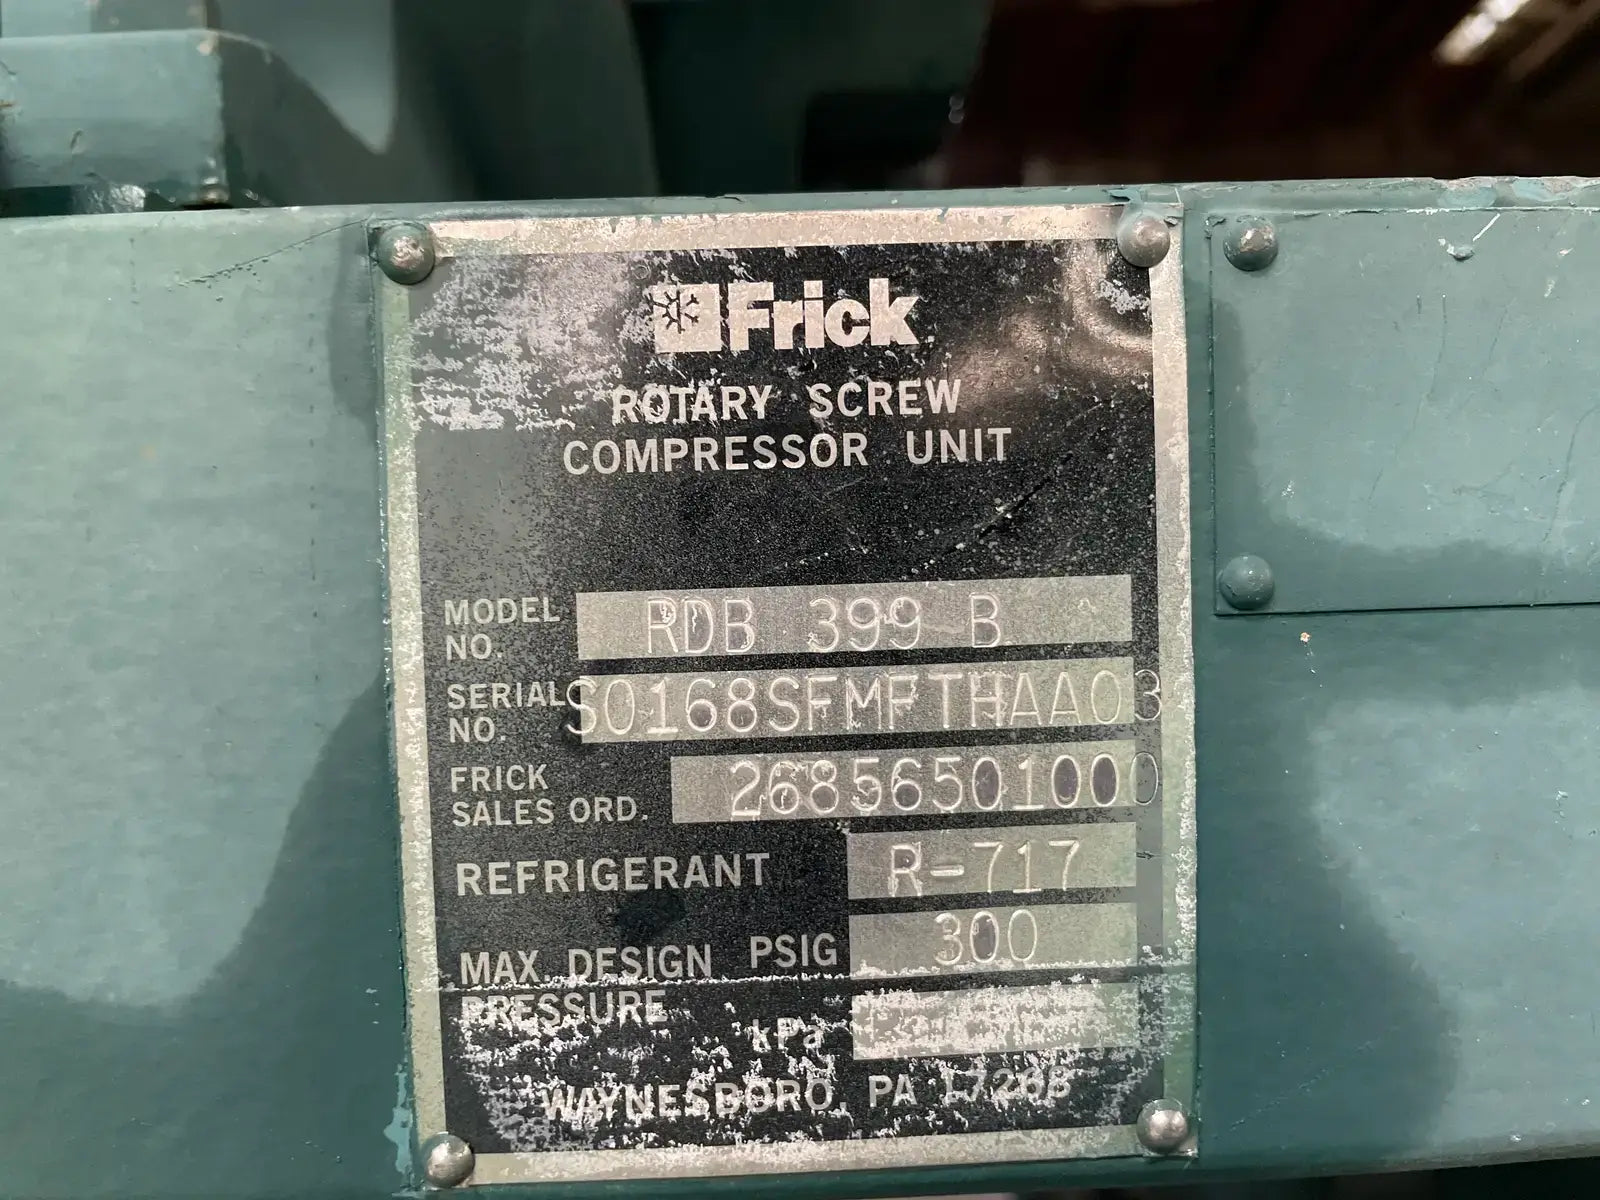 Frick
ROTARY SCREW
COMPRESSOR UNIT
MODEL NO. RDB 399 B
SERIAL NO. S0168SFMFTHAA03
FRICK SALES ORD. 26856501000
REFRIGERANT R-717
MAX. DESIGN PRESSURE PSIG 300
kPa
WAYNESBORO, PA 17268